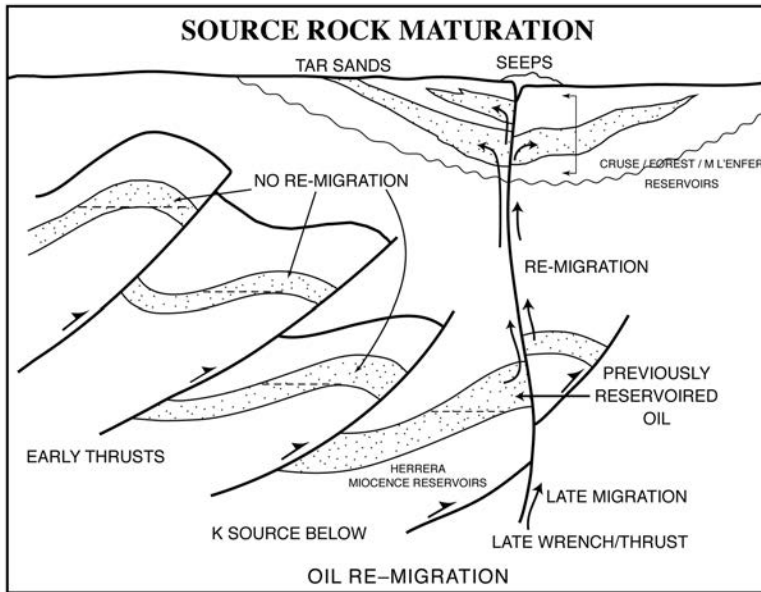 SOURCE ROCK MATURATION
TAR SANDS
SEEPS
CRUSE / FOREST / M L'ENFER
RESERVOIRS
NO RE-MIGRATION
RE-MIGRATION
PREVIOUSLY
RESERVOIRED
OIL
EARLY THRUSTS
HERRERA
MIOCENCE RESERVOIRS
LATE MIGRATION
K SOURCE BELOW
LATE WRENCH/THRUST
OIL RE–MIGRATION